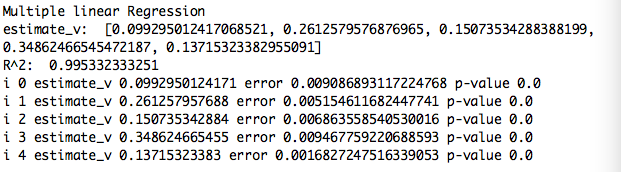 Multiple linear Regression
estimate_v:  [0.099295012417068521, 0.2612579576876965, 0.15073534288388199,
0.34862466545472187, 0.13715323382955091]
R^2:  0.995332333251
i 0 estimate_v 0.0992950124171 error 0.009086893117224768 p-value 0.0
i 1 estimate_v 0.261257957688 error 0.005154611682447741 p-value 0.0
i 2 estimate_v 0.150735342884 error 0.006863558540530016 p-value 0.0
i 3 estimate_v 0.348624665455 error 0.009467759220688593 p-value 0.0
i 4 estimate_v 0.13715323383 error 0.0016827247516339053 p-value 0.0